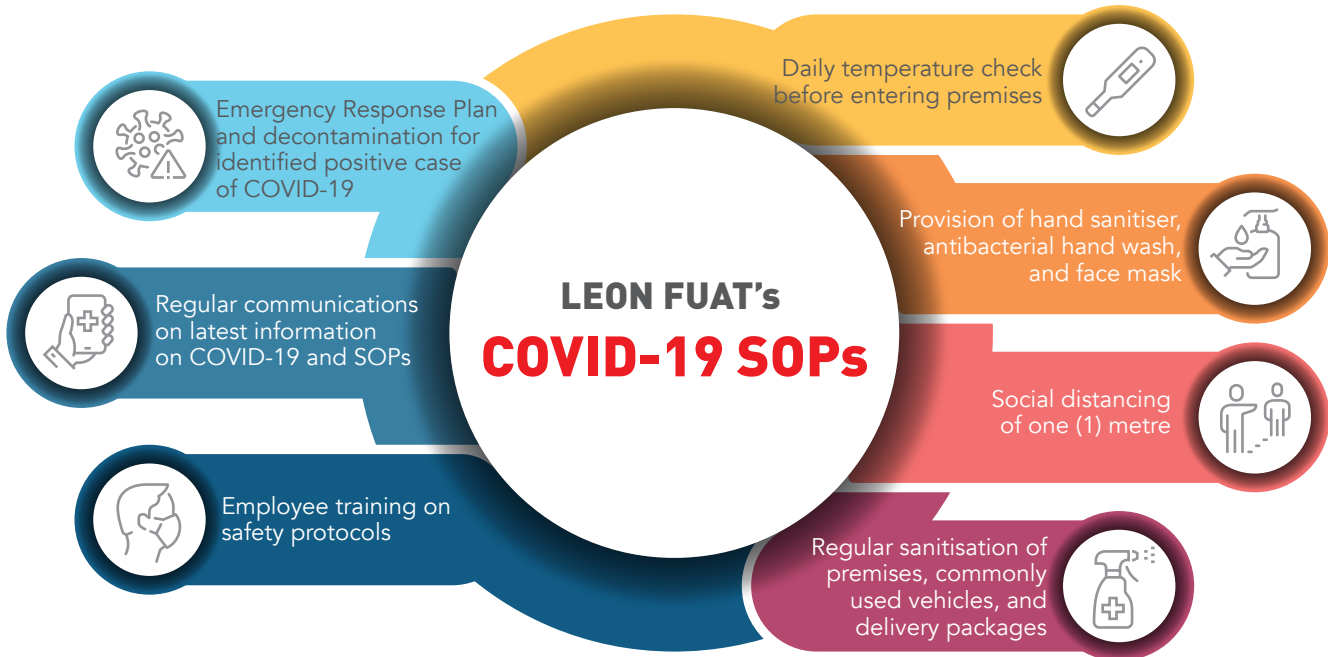 LEON FUAT's
COVID-19 SOPs
Daily temperature check
before entering premises
Provision of hand sanitiser,
antibacterial hand wash,
and face mask
Social distancing
of one (1) metre
Regular sanitisation of
premises, commonly
used vehicles, and
delivery packages
Employee training on
safety protocols
Regular communications
on latest information
on COVID-19 and SOPs
Emergency Response Plan
and decontamination for
identified positive case
of COVID-19